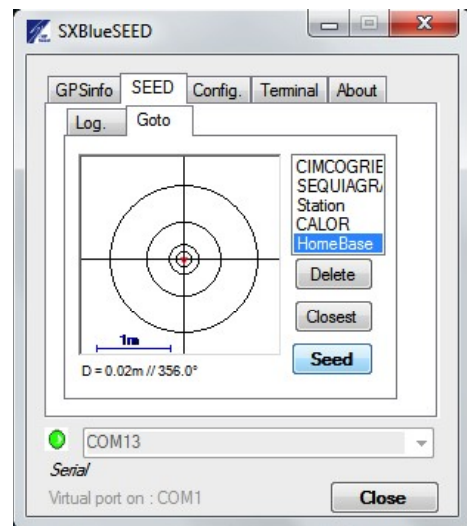 SXBlueSEED
GPSinfo SEED Config. Terminal About
Log. Goto
CIMCOGRIE
SEQUIAGR
Station
CALOR
HomeBase
Delete
Closest
1m
Seed
D = 0.02m // 356.0°
COM13
Serial
Virtual port on : COM1
Close